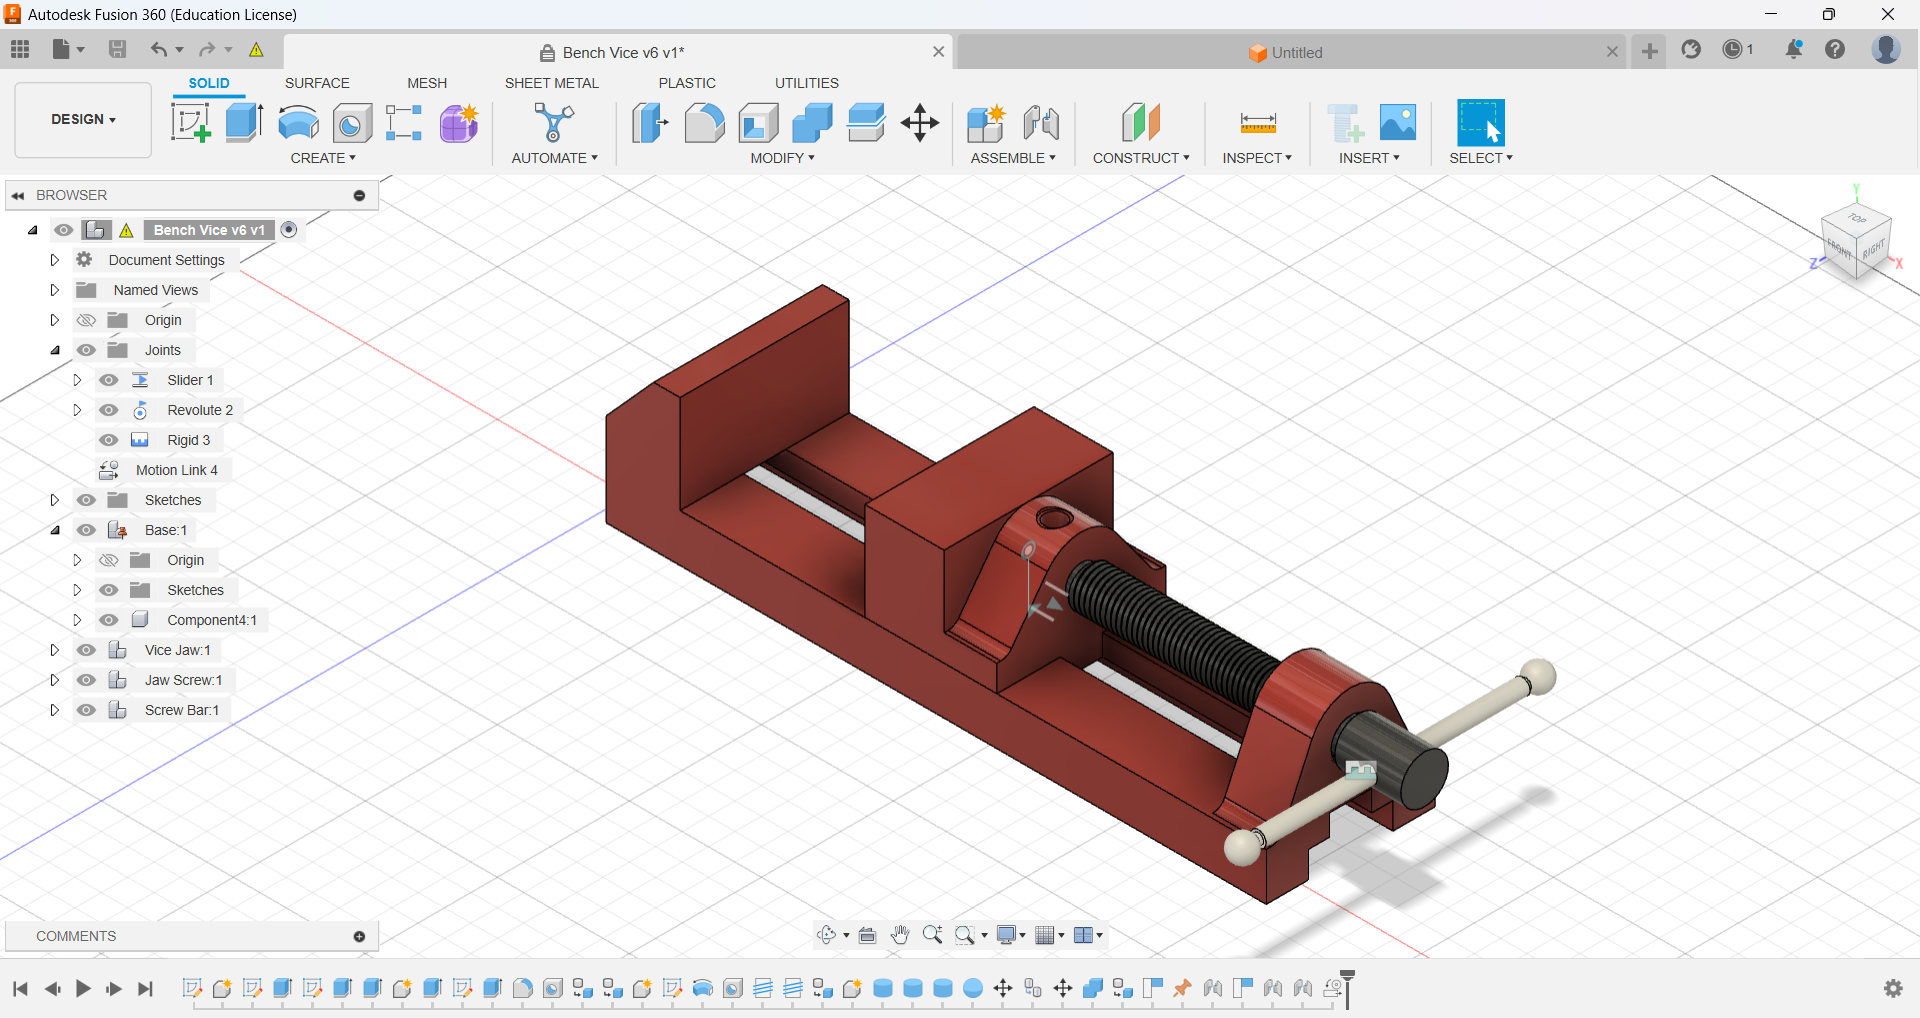 Autodesk Fusion 360 (Education License)
Bench Vice v6 v1*
Untitled
1
SOLID
SURFACE
MESH
SHEET METAL
PLASTIC
UTILITIES
DESIGN
CREATE
AUTOMATE
MODIFY
ASSEMBLE
CONSTRUCT
INSPECT
INSERT
SELECT
BROWSER
Bench Vice v6 v1
Document Settings
Named Views
Origin
Joints
Slider 1
Revolute 2
Rigid 3
Motion Link 4
Sketches
Base:1
Origin
Sketches
Component4:1
Vice Jaw:1
Jaw Screw:1
Screw Bar:1
Y
TOP
FRONT
RIGHT
Z
X
COMMENTS